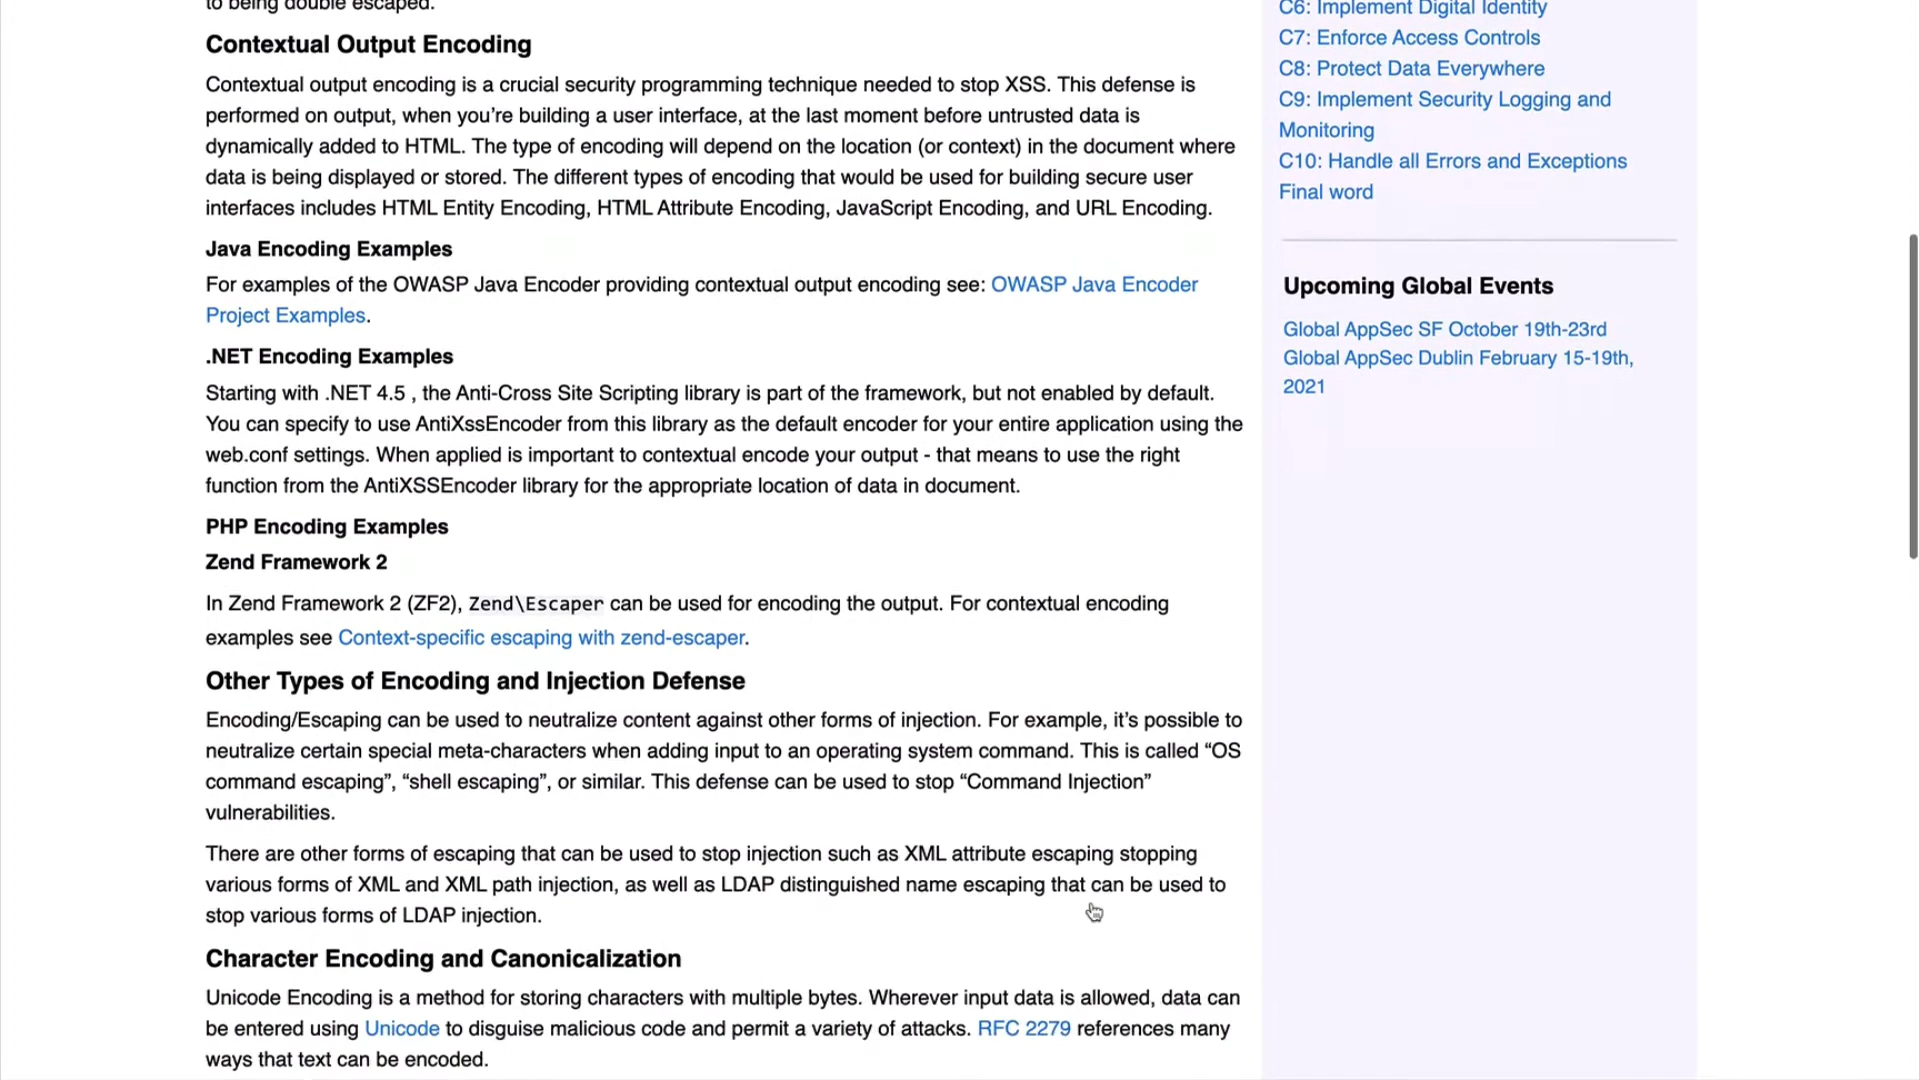 to being double escaped.
Contextual Output Encoding
Contextual output encoding is a crucial security programming technique needed to stop XSS. This defense is
performed on output, when you’re building a user interface, at the last moment before untrusted data is
dynamically added to HTML. The type of encoding will depend on the location (or context) in the document where
data is being displayed or stored. The different types of encoding that would be used for building secure user
interfaces includes HTML Entity Encoding, HTML Attribute Encoding, JavaScript Encoding, and URL Encoding.
Java Encoding Examples
For examples of the OWASP Java Encoder providing contextual output encoding see: OWASP Java Encoder
Project Examples.
.NET Encoding Examples
Starting with .NET 4.5 , the Anti-Cross Site Scripting library is part of the framework, but not enabled by default.
You can specify to use AntiXssEncoder from this library as the default encoder for your entire application using the
web.conf settings. When applied is important to contextual encode your output - that means to use the right
function from the AntiXSSEncoder library for the appropriate location of data in document.
PHP Encoding Examples
Zend Framework 2
In Zend Framework 2 (ZF2), Zend\Escaper can be used for encoding the output. For contextual encoding
examples see Context-specific escaping with zend-escaper.
Other Types of Encoding and Injection Defense
Encoding/Escaping can be used to neutralize content against other forms of injection. For example, it’s possible to
neutralize certain special meta-characters when adding input to an operating system command. This is called “OS
command escaping”, “shell escaping”, or similar. This defense can be used to stop “Command Injection”
vulnerabilities.
There are other forms of escaping that can be used to stop injection such as XML attribute escaping stopping
various forms of XML and XML path injection, as well as LDAP distinguished name escaping that can be used to
stop various forms of LDAP injection.
Character Encoding and Canonicalization
Unicode Encoding is a method for storing characters with multiple bytes. Wherever input data is allowed, data can
be entered using Unicode to disguise malicious code and permit a variety of attacks. RFC 2279 references many
ways that text can be encoded.
C6: Implement Digital Identity
C7: Enforce Access Controls
C8: Protect Data Everywhere
C9: Implement Security Logging and
Monitoring
C10: Handle all Errors and Exceptions
Final word
Upcoming Global Events
Global AppSec SF October 19th-23rd
Global AppSec Dublin February 15-19th,
2021